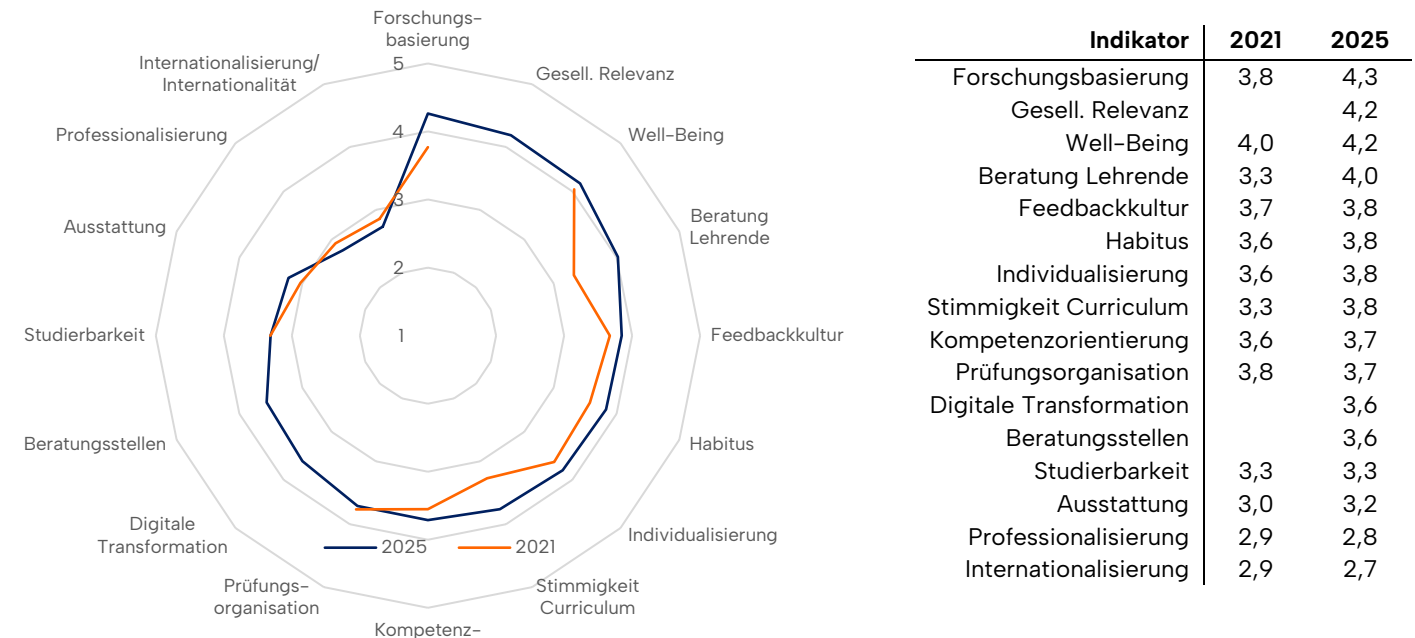 Forschungs-
basierung
Gesell. Relevanz
Well-Being
Beratung
Lehrende
Feedbackkultur
Habitus
Individualisierung
Stimmigkeit
Curriculum
Kompetenz-
Prüfungs-
organisation
Digitale
Transformation
Beratungsstellen
Studierbarkeit
Ausstattung
Professionalisierung
Internationalisierung/
Internationalität
5
4
3
2
1
2025 2021
Indikator 2021 2025
Forschungsbasierung 3,8 4,3
Gesell. Relevanz 4,2
Well-Being 4,0 4,2
Beratung Lehrende 3,3 4,0
Feedbackkultur 3,7 3,8
Habitus 3,6 3,8
Individualisierung 3,6 3,8
Stimmigkeit Curriculum 3,3 3,8
Kompetenzorientierung 3,6 3,7
Prüfungsorganisation 3,8 3,7
Digitale Transformation 3,6
Beratungsstellen 3,6
Studierbarkeit 3,3 3,3
Ausstattung 3,0 3,2
Professionalisierung 2,9 2,8
Internationalisierung 2,9 2,7